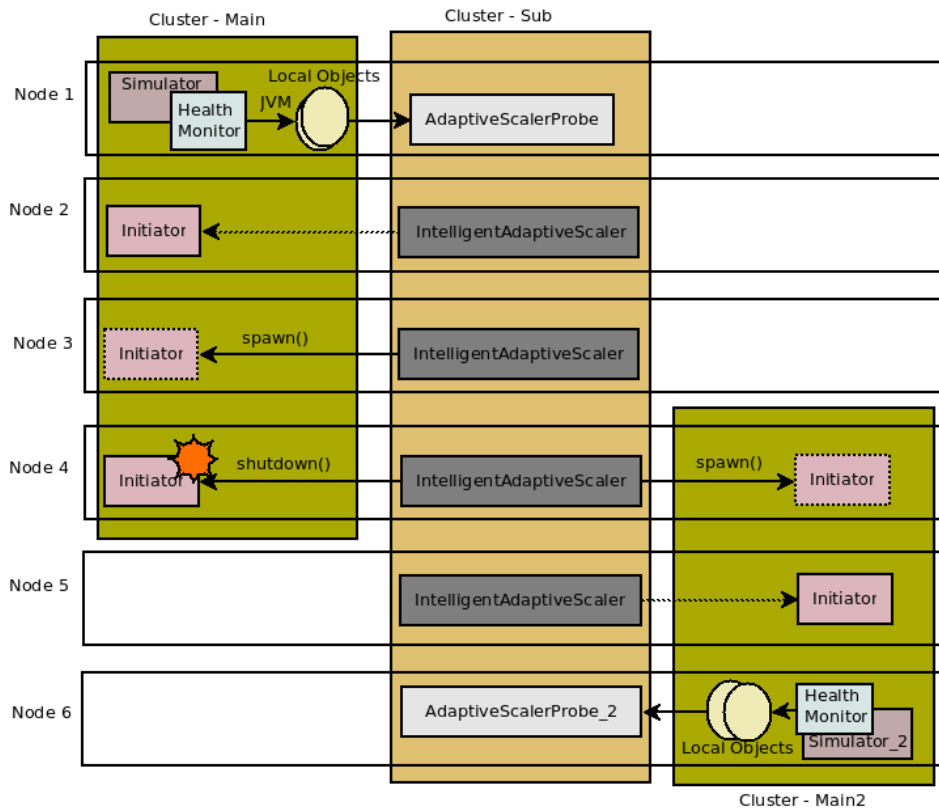 Cluster - Main
Cluster - Sub
Node 1
Simulator
Health
Monitor
JVM
Local Objects
AdaptiveScalerProbe
Node 2
Initiator
IntelligentAdaptiveScaler
Node 3
Initiator
spawn()
IntelligentAdaptiveScaler
Node 4
Initiator
shutdown()
IntelligentAdaptiveScaler
spawn()
Initiator
Node 5
IntelligentAdaptiveScaler
Initiator
Node 6
AdaptiveScalerProbe_2
Local Objects
Health
Monitor
Simulator_2
Cluster - Main2